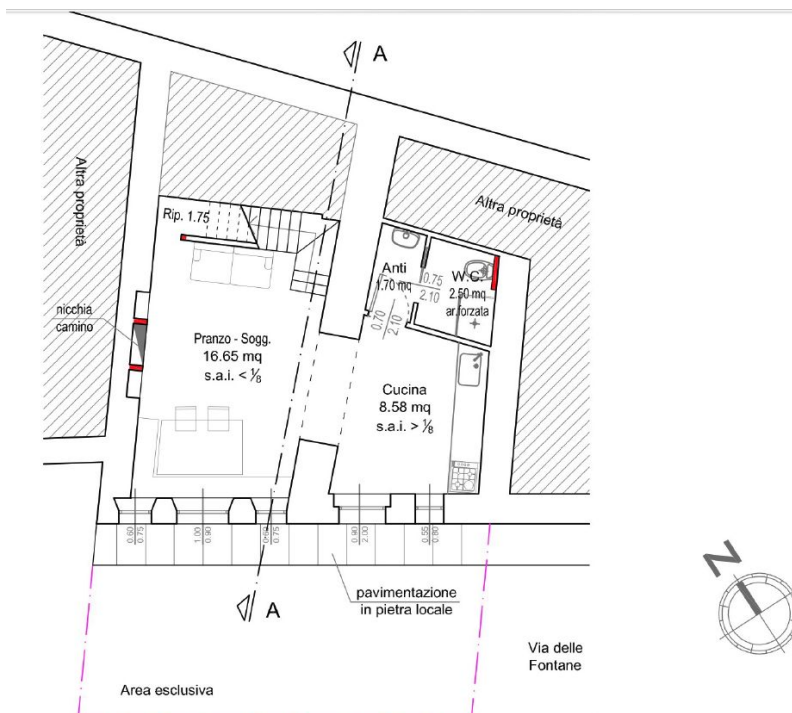 A
Altra proprietà
Altra proprietà
Rip. 1.75
Anti
1.70 mq
0.75
2.10
W.C.
2.50 mq
ar.forzata
0.70
2.10
nicchia
camino
Pranzo - Sogg.
16.65 mq
s.a.i. < ⅛
Cucina
8.58 mq
s.a.i. > ⅛
0.60
0.75
1.00
0.90
0.75
0.90
2.00
0.55
0.80
A
pavimentazione
in pietra locale
Via delle
Fontane
Area esclusiva
N